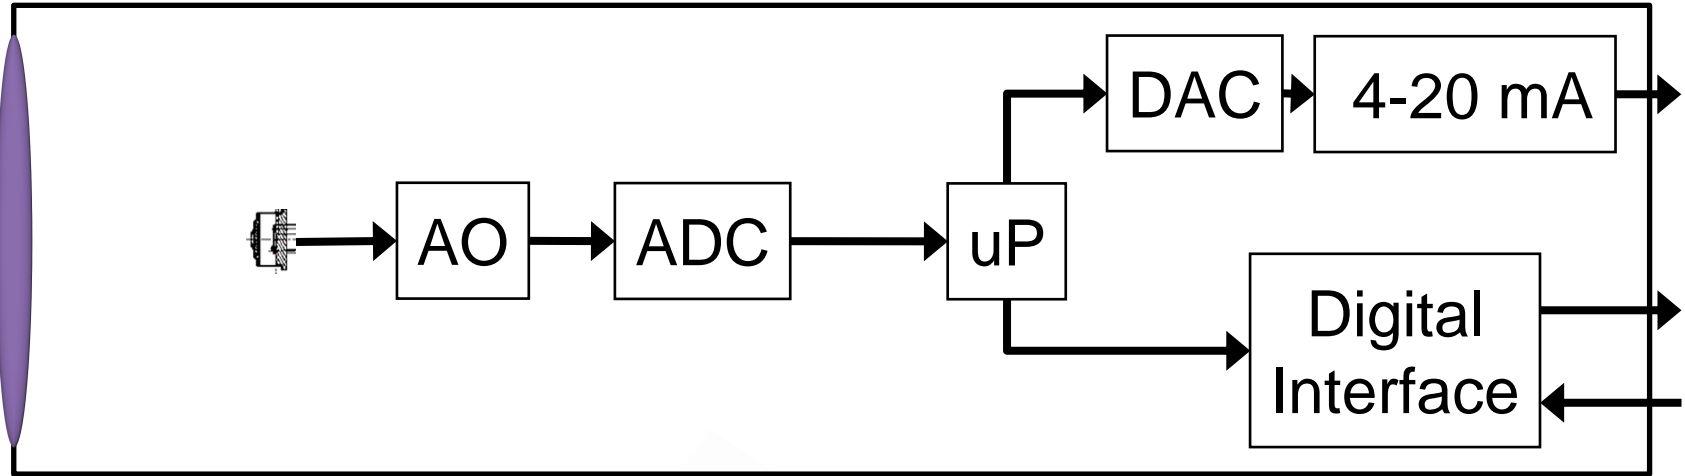 DAC
4-20 mA
AO
ADC
uP
Digital
Interface